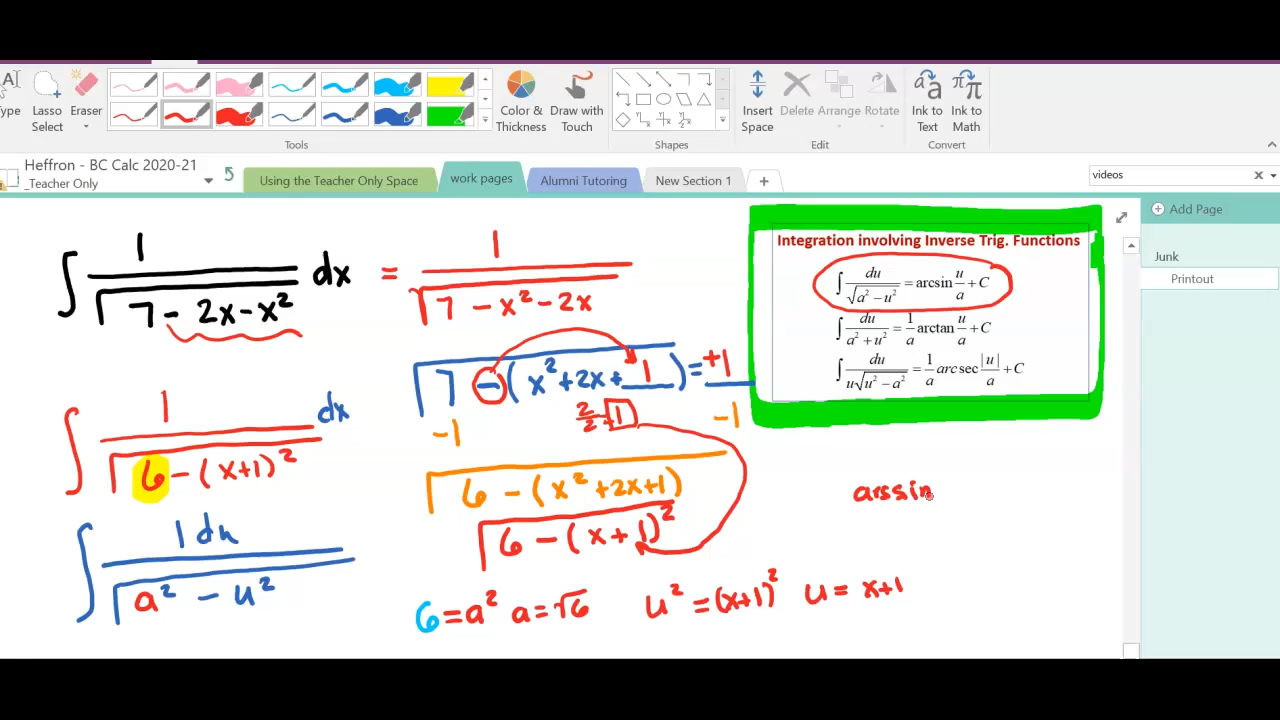 Type
Lasso Select
Eraser
Color & Thickness
Draw with Touch
Insert Space
Delete
Arrange
Rotate
Ink to Text
Ink to Math
Tools
Shapes
Edit
Convert
Heffron - BC Calc 2020-21
_Teacher Only
Using the Teacher Only Space
work pages
Alumni Tutoring
New Section 1
+
videos
Add Page
Junk
Printout
∫ 1/√(7 - 2x - x²) dx = 1/√(7 - x² - 2x)
√(7 - (x² + 2x + 1) = +1
2/2 1
-1 -1
∫ 1/√(6 - (x+1)²) dx
√(6 - (x² + 2x + 1)
√(6 - (x + 1)²
∫ 1 du/√(a² - u²)
6 = a² a = √6 u² = (x+1)² u = x+1
Integration involving Inverse Trig. Functions
∫ du/√(a² - u²) = arcsin u/a + C
∫ du/(a² + u²) = 1/a arctan u/a + C
∫ du/(u√(u² - a²)) = 1/a arcsec |u|/a + C
arssin